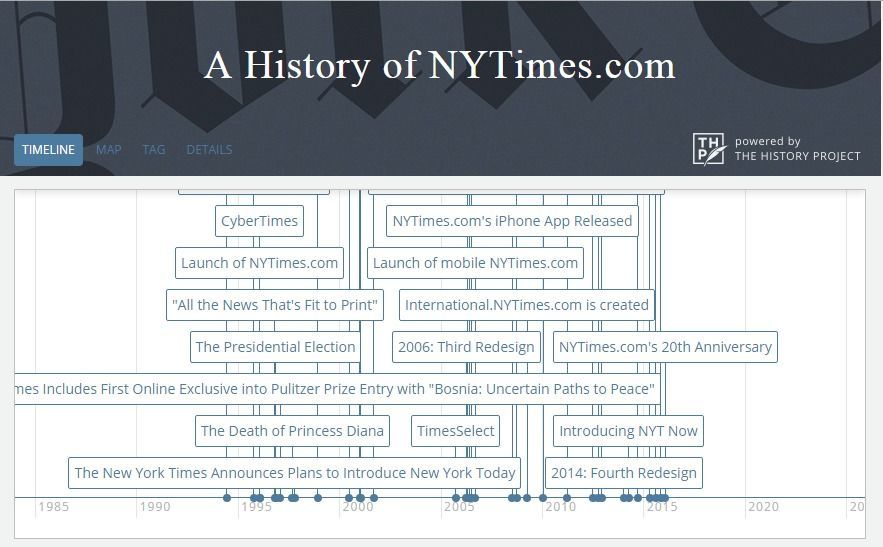 A History of NYTimes.com
TIMELINE MAP TAG DETAILS
THP
powered by
THE HISTORY PROJECT
CyberTimes
NYTimes.com's iPhone App Released
Launch of NYTimes.com
Launch of mobile NYTimes.com
"All the News That's Fit to Print"
International.NYTimes.com is created
The Presidential Election
2006: Third Redesign
NYTimes.com's 20th Anniversary
mes Includes First Online Exclusive into Pulitzer Prize Entry with "Bosnia: Uncertain Paths to Peace"
The Death of Princess Diana
TimesSelect
Introducing NYT Now
The New York Times Announces Plans to Introduce New York Today
2014: Fourth Redesign
1985 1990 1995 2000 2005 2010 2015 2020 20